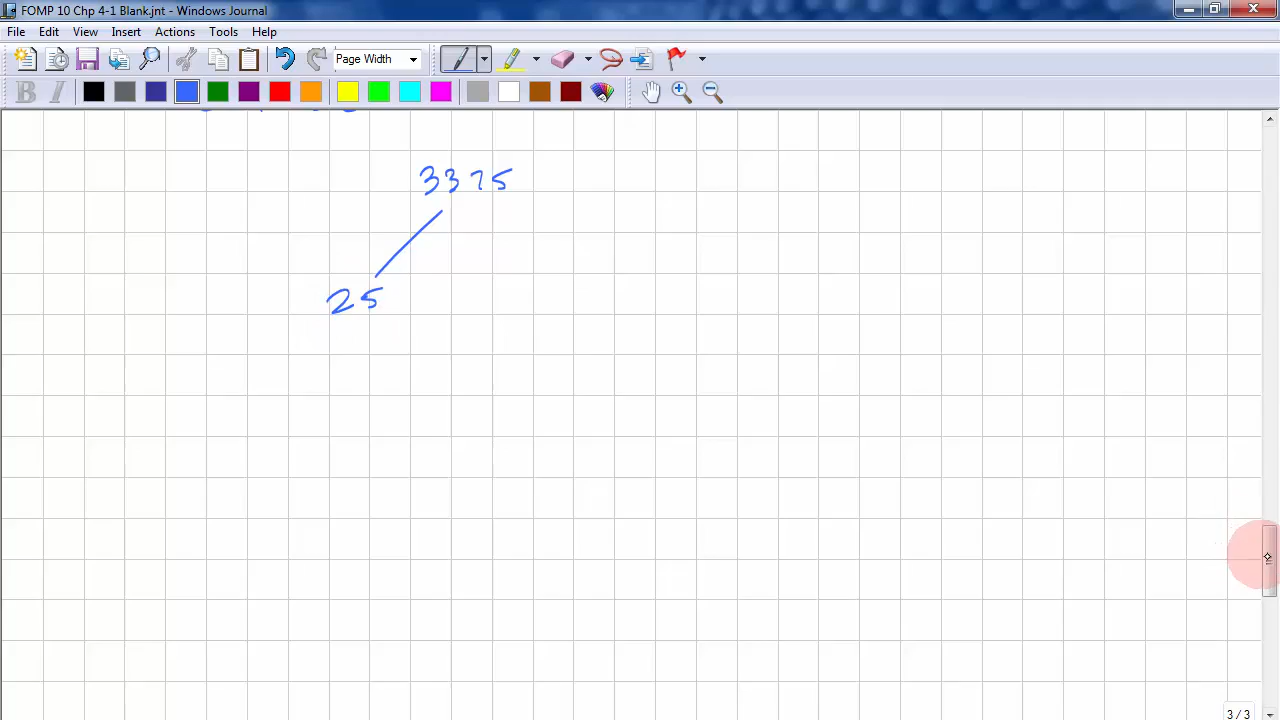 FOMP 10 Chp 4-1 Blank.jnt - Windows Journal
File Edit View Insert Actions Tools Help
Page Width
B I
3375
25
3 / 3